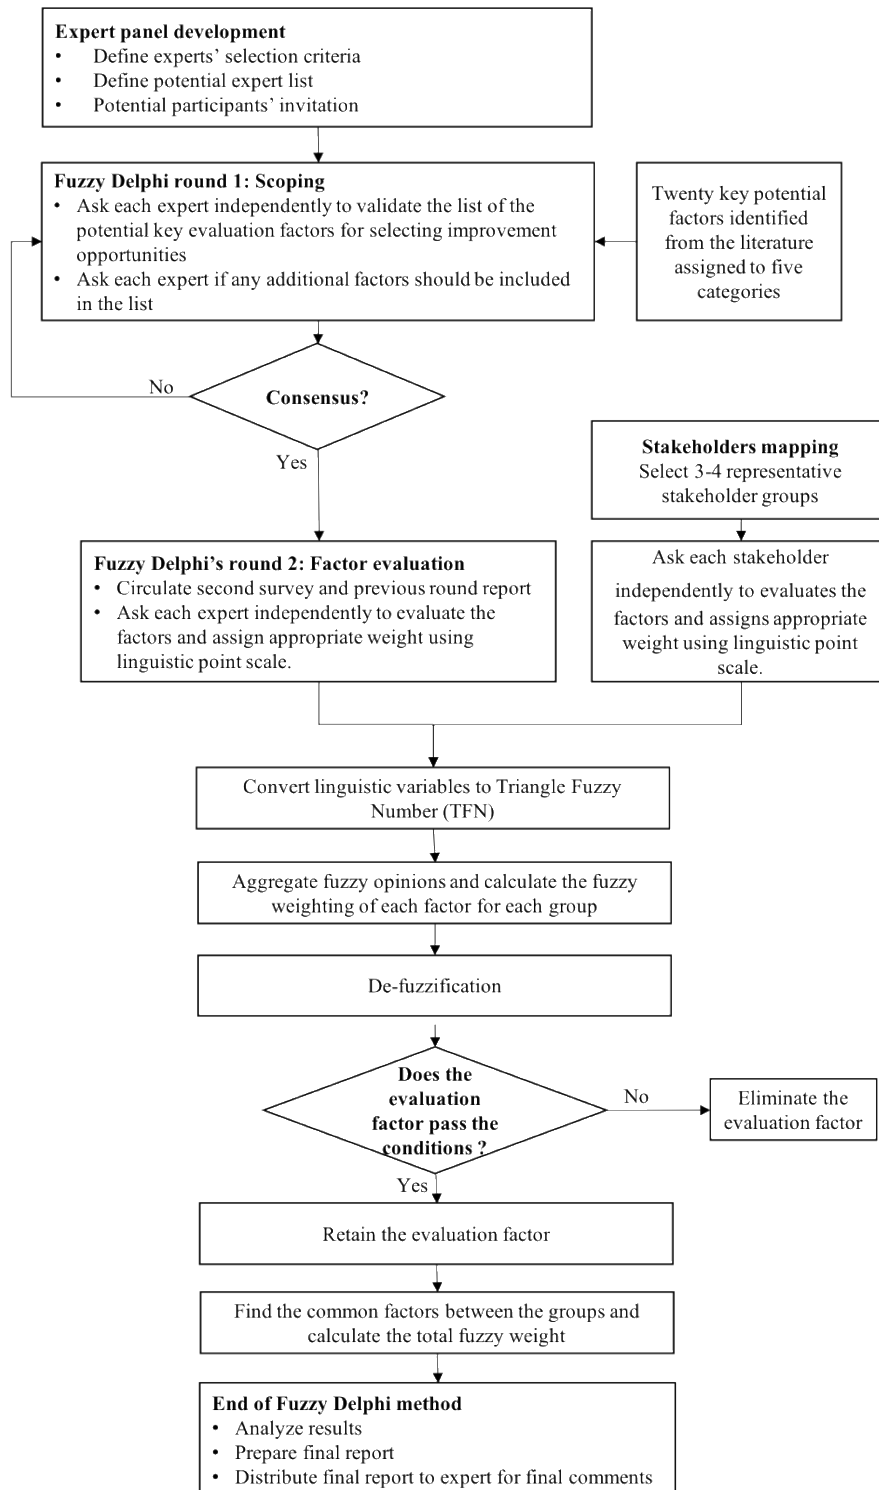 Expert panel development
• Define experts’ selection criteria
• Define potential expert list
• Potential participants’ invitation
Fuzzy Delphi round 1: Scoping
• Ask each expert independently to validate the list of the
potential key evaluation factors for selecting improvement
opportunities
• Ask each expert if any additional factors should be included
in the list
Twenty key potential
factors identified
from the literature
assigned to five
categories
No
Consensus?
Yes
Stakeholders mapping
Select 3-4 representative
stakeholder groups
Fuzzy Delphi’s round 2: Factor evaluation
• Circulate second survey and previous round report
• Ask each expert independently to evaluate the
factors and assign appropriate weight using
linguistic point scale.
Ask each stakeholder
independently to evaluates the
factors and assigns appropriate
weight using linguistic point
scale.
Convert linguistic variables to Triangle Fuzzy
Number (TFN)
Aggregate fuzzy opinions and calculate the fuzzy
weighting of each factor for each group
De-fuzzification
Does the
evaluation
factor pass the
conditions ?
No
Eliminate the
evaluation factor
Yes
Retain the evaluation factor
Find the common factors between the groups and
calculate the total fuzzy weight
End of Fuzzy Delphi method
• Analyze results
• Prepare final report
• Distribute final report to expert for final comments